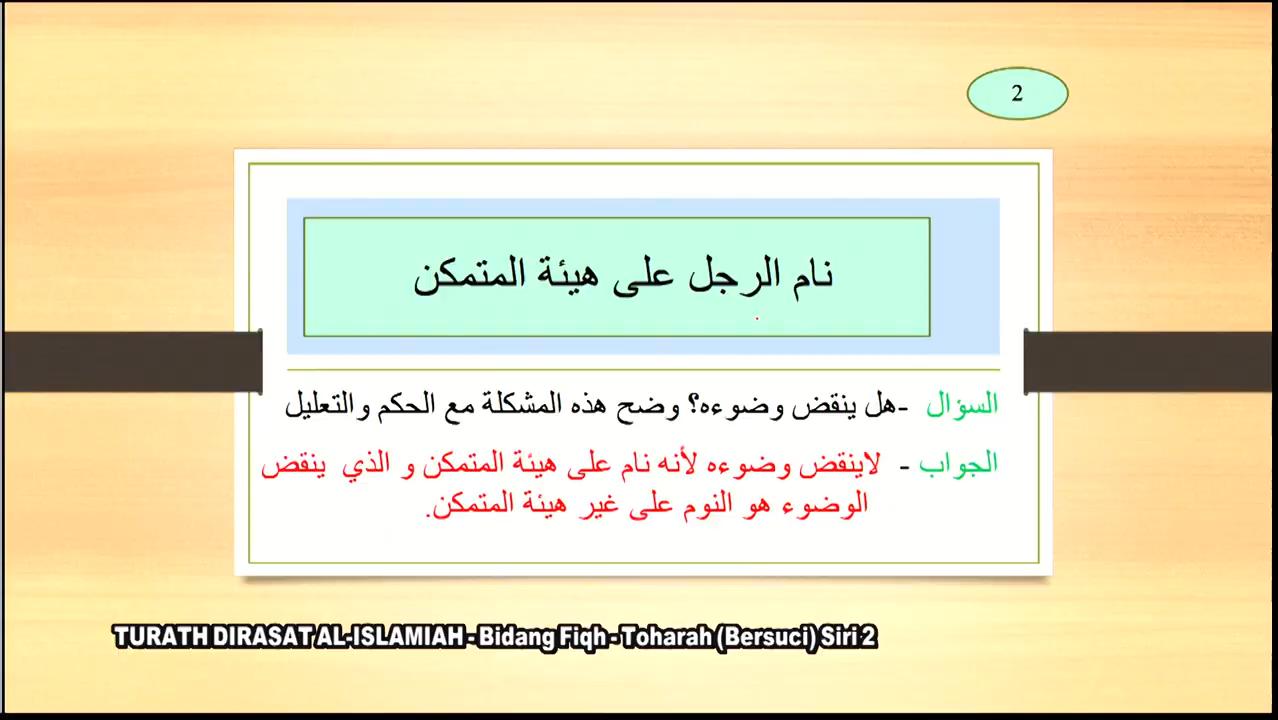 2
نام الرجل على هيئة المتمكن
السؤال -هل ينقض وضوءه؟ وضح هذه المشكلة مع الحكم والتعليل
الجواب - لاينقض وضوءه لأنه نام على هيئة المتمكن و الذي ينقض
الوضوء هو النوم على غير هيئة المتمكن.
TURATH DIRASAT AL-ISLAMIAH - Bidang Fiqh - Toharah (Bersuci) Siri 2